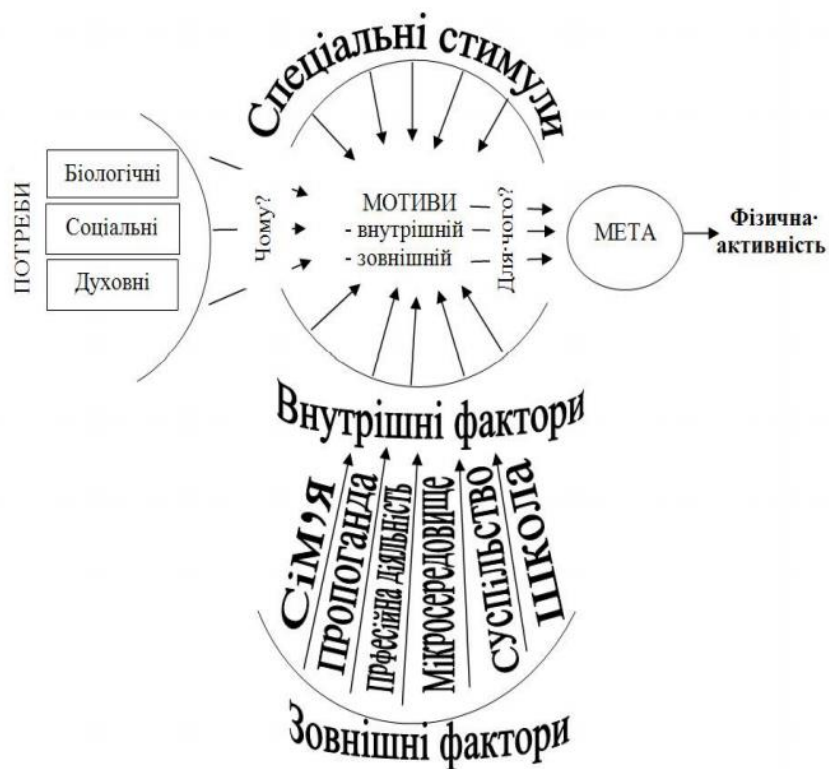 Спеціальні стимули
ПОТРЕБИ
Біологічні
Соціальні
Духовні
Чому?
МОТИВИ
- внутрішній
- зовнішній
Для·чого?
МЕТА
Фізична·
активність
Внутрішні фактори
Сім'я
Пропоганда
Прфесійна діяльність
Мікросередовище
Суспільство
Школа
Зовнішні фактори